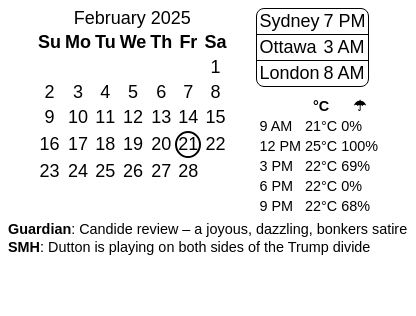 February 2025
Su Mo Tu We Th Fr Sa
1
2 3 4 5 6 7 8
9 10 11 12 13 14 15
16 17 18 19 20 21 22
23 24 25 26 27 28
Sydney 7 PM
Ottawa 3 AM
London 8 AM
°C ☂
9 AM 21°C 0%
12 PM 25°C 100%
3 PM 22°C 69%
6 PM 22°C 0%
9 PM 22°C 68%
Guardian: Candide review – a joyous, dazzling, bonkers satire
SMH: Dutton is playing on both sides of the Trump divide